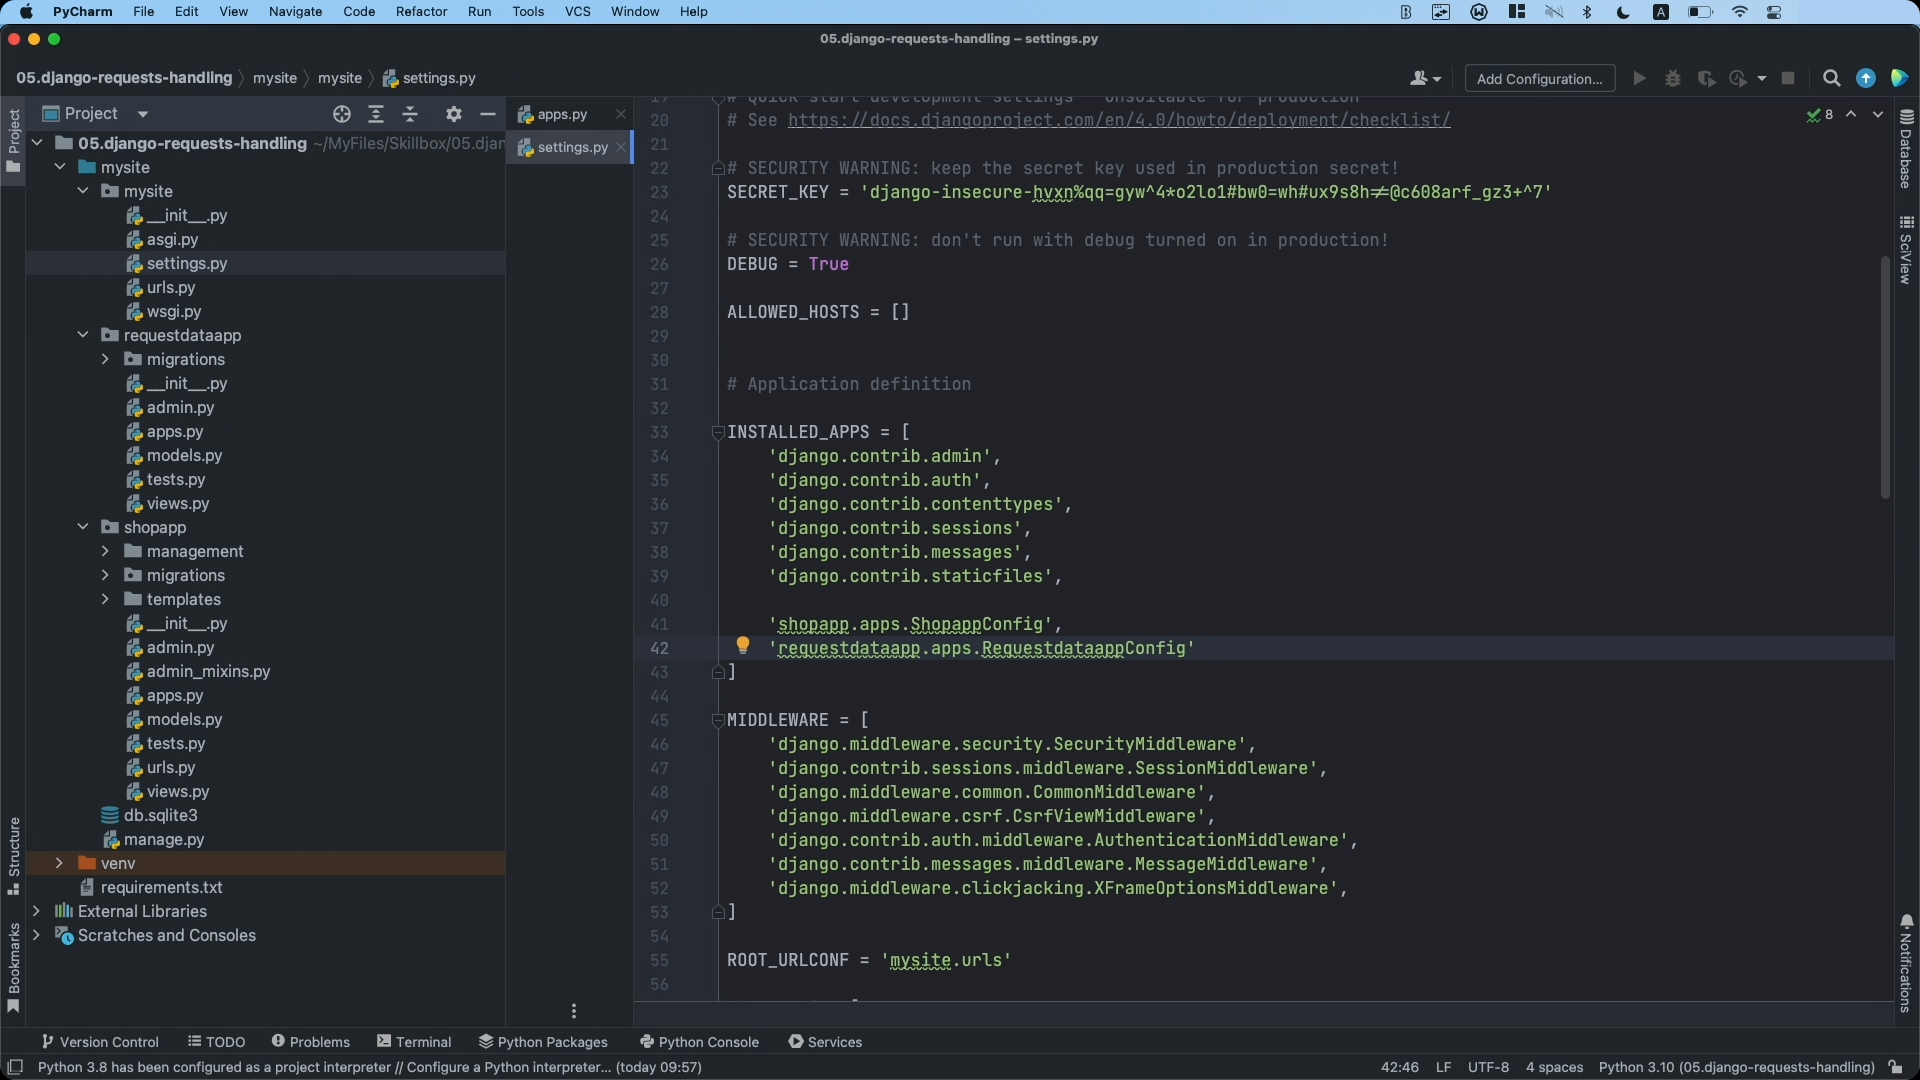 PyCharm File Edit View Navigate Code Refactor Run Tools VCS Window Help
05.django-requests-handling – settings.py
05.django-requests-handling mysite mysite settings.py
Add Configuration...
Project
Project
Structure
Bookmarks
05.django-requests-handling ~/MyFiles/Skillbox/05.djan
mysite
mysite
__init__.py
asgi.py
settings.py
urls.py
wsgi.py
requestdataapp
migrations
__init__.py
admin.py
apps.py
models.py
tests.py
views.py
shopapp
management
migrations
templates
__init__.py
admin.py
admin_mixins.py
apps.py
models.py
tests.py
urls.py
views.py
db.sqlite3
manage.py
venv
requirements.txt
External Libraries
Scratches and Consoles
apps.py
settings.py
8
19 # Quick-start development settings - unsuitable for production
20 # See https://docs.djangoproject.com/en/4.0/howto/deployment/checklist/
21
22 # SECURITY WARNING: keep the secret key used in production secret!
23 SECRET_KEY = 'django-insecure-hyxn%qq=gyw^4*o2lo1#bw0=wh#ux9s8h!=@c608arf_gz3+^7'
24
25 # SECURITY WARNING: don't run with debug turned on in production!
26 DEBUG = True
27
28 ALLOWED_HOSTS = []
29
30
31 # Application definition
32
33 INSTALLED_APPS = [
34 'django.contrib.admin',
35 'django.contrib.auth',
36 'django.contrib.contenttypes',
37 'django.contrib.sessions',
38 'django.contrib.messages',
39 'django.contrib.staticfiles',
40
41 'shopapp.apps.ShopappConfig',
42 'requestdataapp.apps.RequestdataappConfig'
43 ]
44
45 MIDDLEWARE = [
46 'django.middleware.security.SecurityMiddleware',
47 'django.contrib.sessions.middleware.SessionMiddleware',
48 'django.middleware.common.CommonMiddleware',
49 'django.middleware.csrf.CsrfViewMiddleware',
50 'django.contrib.auth.middleware.AuthenticationMiddleware',
51 'django.contrib.messages.middleware.MessageMiddleware',
52 'django.middleware.clickjacking.XFrameOptionsMiddleware',
53 ]
54
55 ROOT_URLCONF = 'mysite.urls'
56
Database
SciView
Notifications
Version Control TODO Problems Terminal Python Packages Python Console Services
Python 3.8 has been configured as a project interpreter // Configure a Python interpreter... (today 09:57) 42:46 LF UTF-8 4 spaces Python 3.10 (05.django-requests-handling)